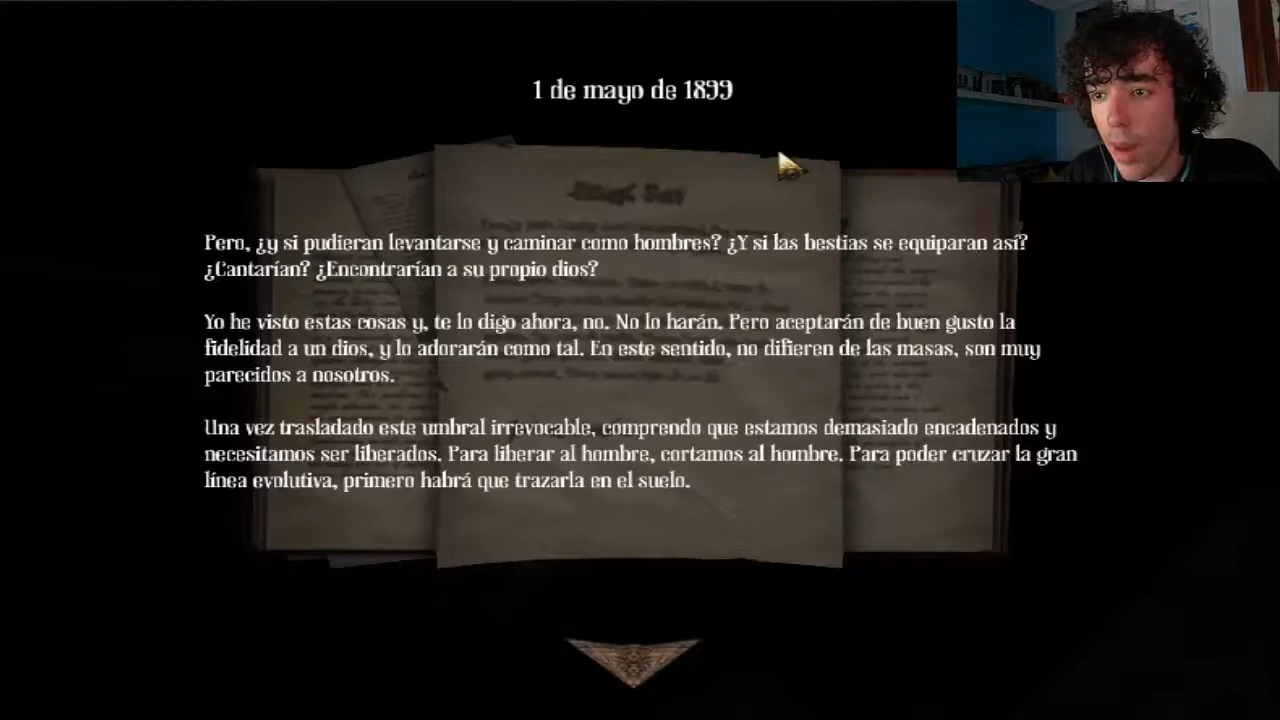 1 de mayo de 1899
Pero, ¿y si pudieran levantarse y caminar como hombres? ¿Y si las bestias se equiparan así?
¿Cantarían? ¿Encontrarían a su propio dios?
Yo he visto estas cosas y, te lo digo ahora, no. No lo harán. Pero aceptarán de buen gusto la
fidelidad a un dios, y lo adorarán como tal. En este sentido, no difieren de las masas, son muy
parecidos a nosotros.
Una vez trasladado este umbral irrevocable, comprendo que estamos demasiado encadenados y
necesitamos ser liberados. Para liberar al hombre, cortamos al hombre. Para poder cruzar la gran
línea evolutiva, primero habrá que trazarla en el suelo.